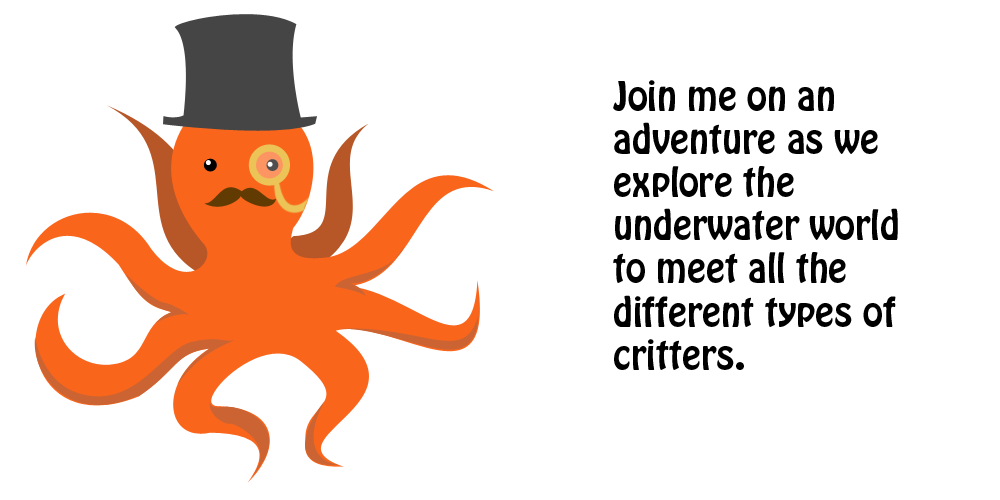 Join me on an
adventure as we
explore the
underwater world
to meet all the
different types of
critters.